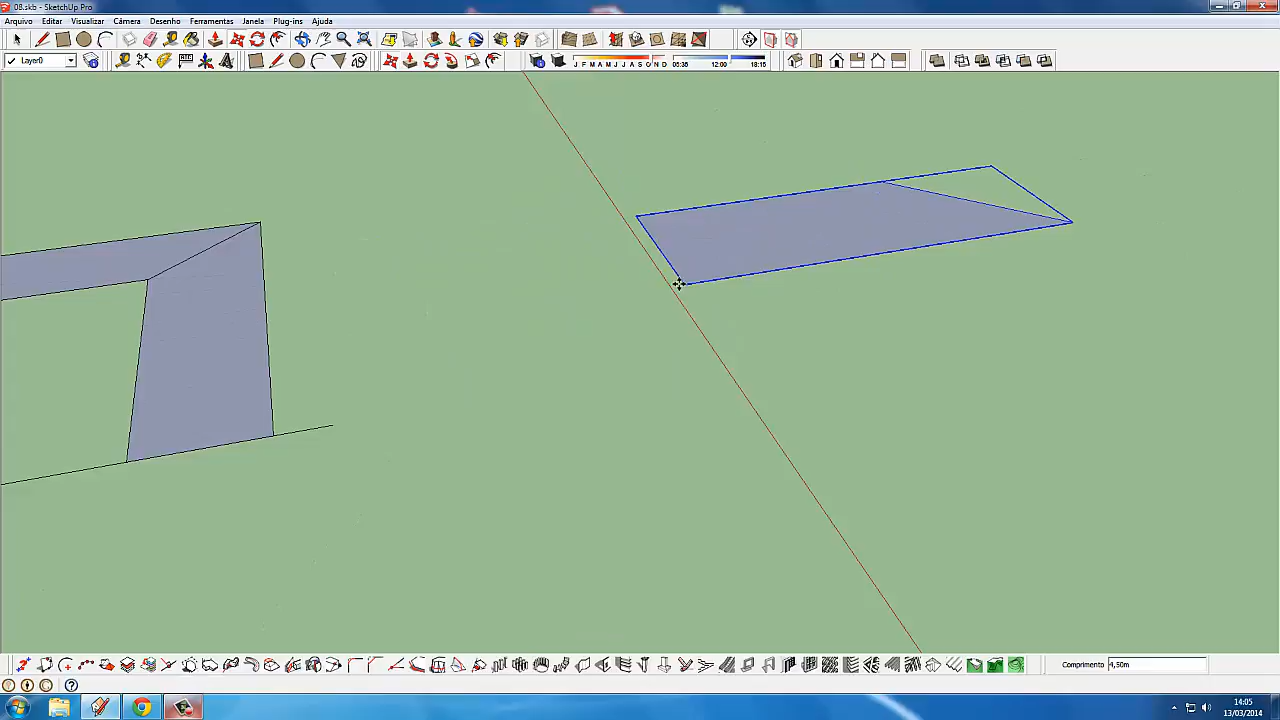 08.skb - SketchUp Pro
Arquivo Editar Visualizar Câmera Desenho Ferramentas Janela Plug-ins Ajuda
Layer0
J F M A M J J A S O N D
05:36 12:00 18:15
Comprimento 4,50m
14:05
13/03/2014